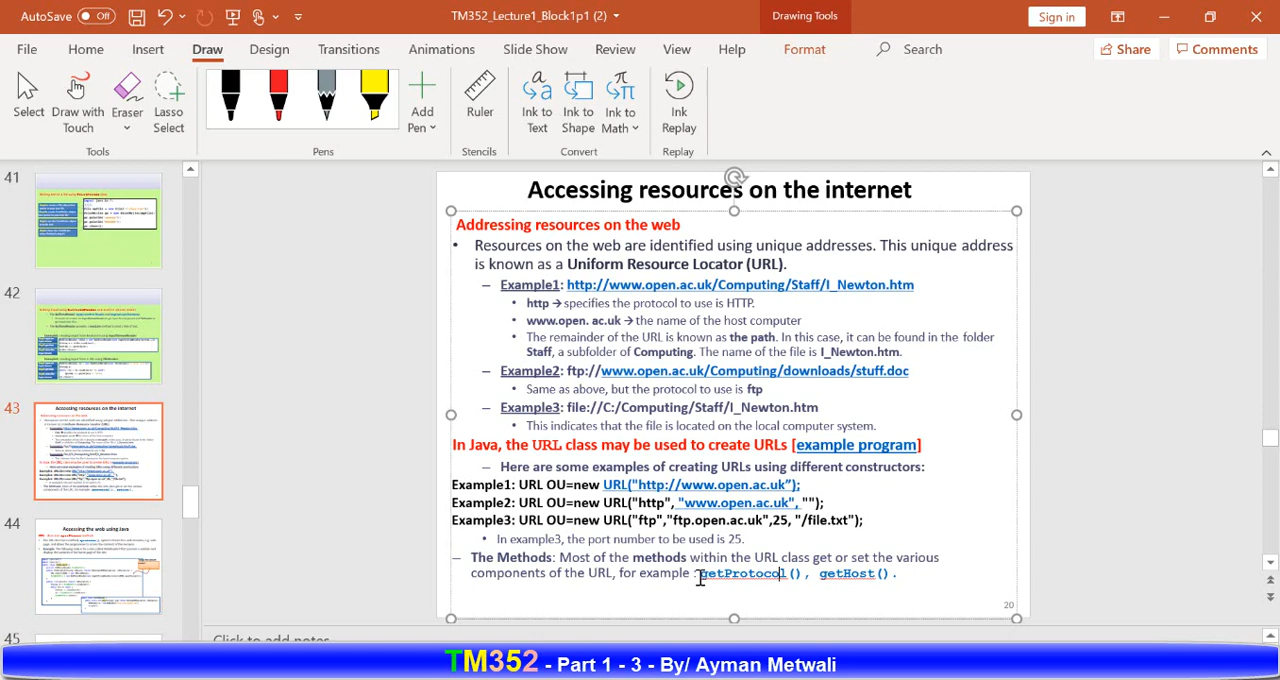 AutoSave Off TM352_Lecture1_Block1p1 (2) Drawing Tools Sign in
File Home Insert Draw Design Transitions Animations Slide Show Review View Help Format Search Share Comments
Select Draw with Touch Eraser Lasso Select Add Pen Ruler Ink to Text Ink to Shape Ink to Math Ink Replay
Tools Pens Stencils Convert Replay
41
42
43
44
45
Accessing the web using Java
Accessing resources on the internet
Addressing resources on the web
• Resources on the web are identified using unique addresses. This unique address
is known as a Uniform Resource Locator (URL).
– Example1: http://www.open.ac.uk/Computing/Staff/I_Newton.htm
• http → specifies the protocol to use is HTTP.
• www.open. ac.uk → the name of the host computer
• The remainder of the URL is known as the path. In this case, it can be found in the folder
Staff, a subfolder of Computing. The name of the file is I_Newton.htm.
– Example2: ftp://www.open.ac.uk/Computing/downloads/stuff.doc
• Same as above, but the protocol to use is ftp
– Example3: file://C:/Computing/Staff/I_Newton.htm
• This indicates that the file is located on the local computer system.
In Java, the URL class may be used to create URLs [example program]
– Here are some examples of creating URLs using different constructors:
Example1: URL OU=new URL("http://www.open.ac.uk”);
Example2: URL OU=new URL("http", "www.open.ac.uk", "");
Example3: URL OU=new URL("ftp","ftp.open.ac.uk",25, "/file.txt");
• In example3, the port number to be used is 25.
– The Methods: Most of the methods within the URL class get or set the various
components of the URL, for example : getProtocol(), getHost().
20
Click to add notes
TM352 - Part 1 - 3 - By/ Ayman Metwali